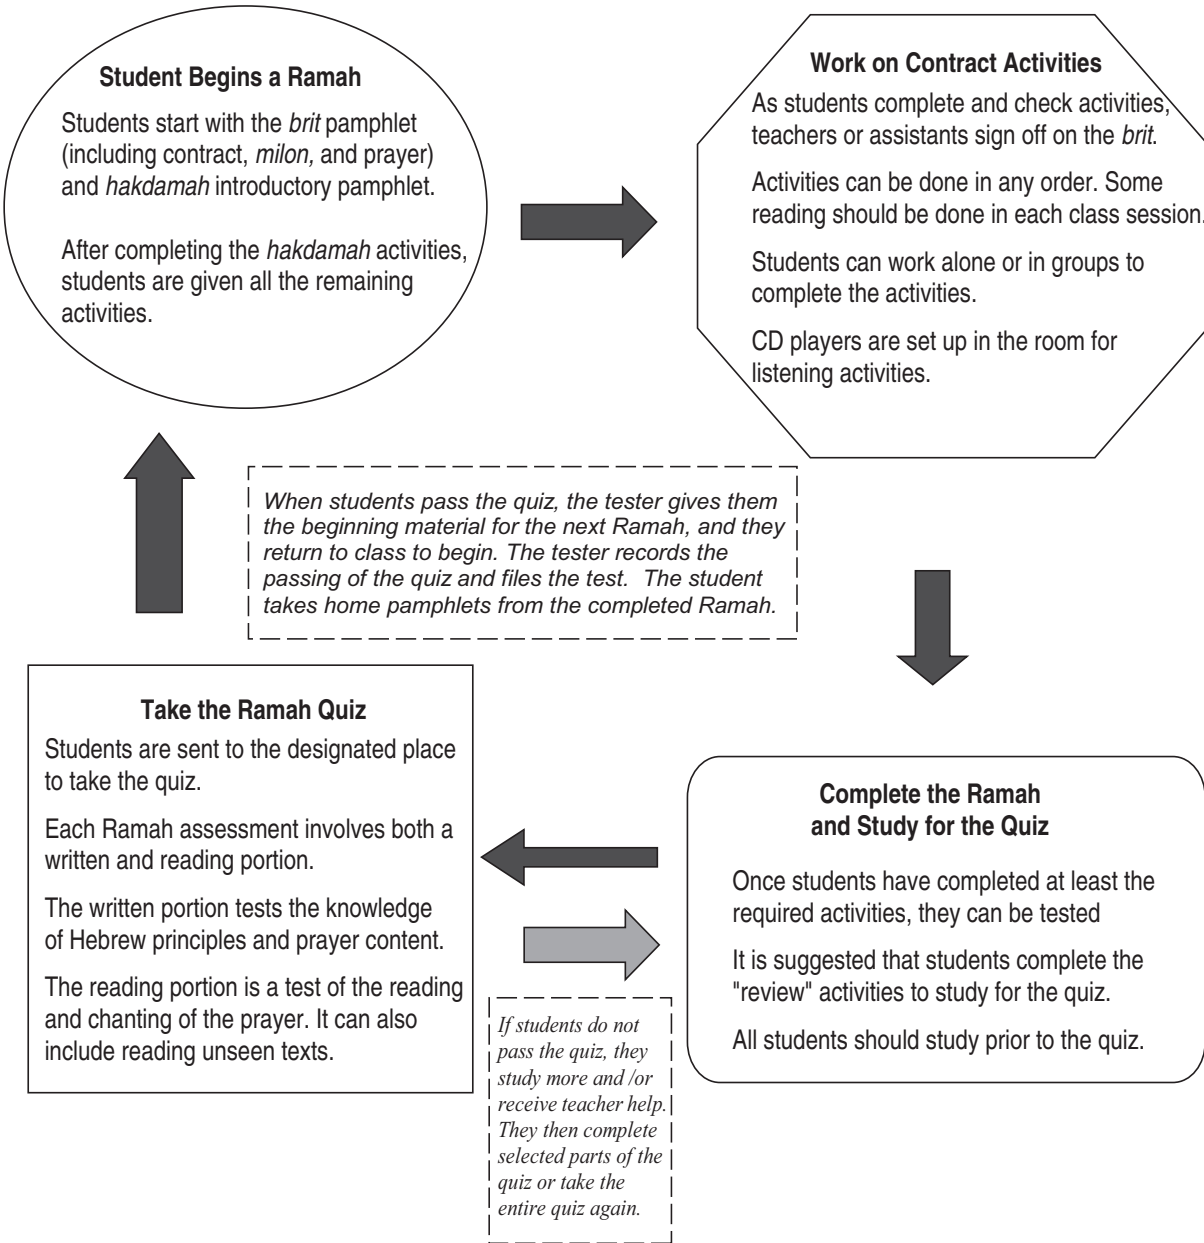 Student Begins a Ramah
Students start with the brit pamphlet
(including contract, milon, and prayer)
and hakdamah introductory pamphlet.
After completing the hakdamah activities,
students are given all the remaining
activities.
Work on Contract Activities
As students complete and check activities,
teachers or assistants sign off on the brit.
Activities can be done in any order. Some
reading should be done in each class session.
Students can work alone or in groups to
complete the activities.
CD players are set up in the room for
listening activities.
When students pass the quiz, the tester gives them
the beginning material for the next Ramah, and they
return to class to begin. The tester records the
passing of the quiz and files the test.  The student
takes home pamphlets from the completed Ramah.
Take the Ramah Quiz
Students are sent to the designated place
to take the quiz.
Each Ramah assessment involves both a
written and reading portion.
The written portion tests the knowledge
of Hebrew principles and prayer content.
The reading portion is a test of the reading
and chanting of the prayer. It can also
include reading unseen texts.
Complete the Ramah
and Study for the Quiz
Once students have completed at least the
required activities, they can be tested
It is suggested that students complete the
"review" activities to study for the quiz.
All students should study prior to the quiz.
If students do not
pass the quiz, they
study more and /or
receive teacher help.
They then complete
selected parts of the
quiz or take the
entire quiz again.